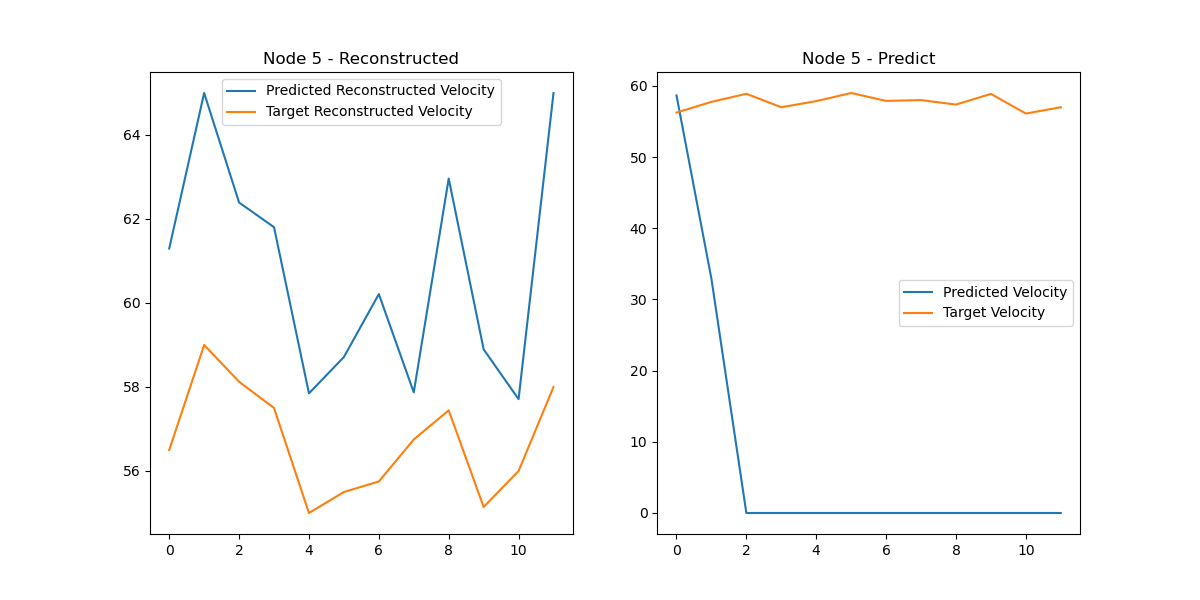 Node 5 - Reconstructed
Predicted Reconstructed Velocity
Target Reconstructed Velocity
64
62
60
58
56
0 2 4 6 8 10
Node 5 - Predict
60
50
40
30
20
10
0
Predicted Velocity
Target Velocity
0 2 4 6 8 10